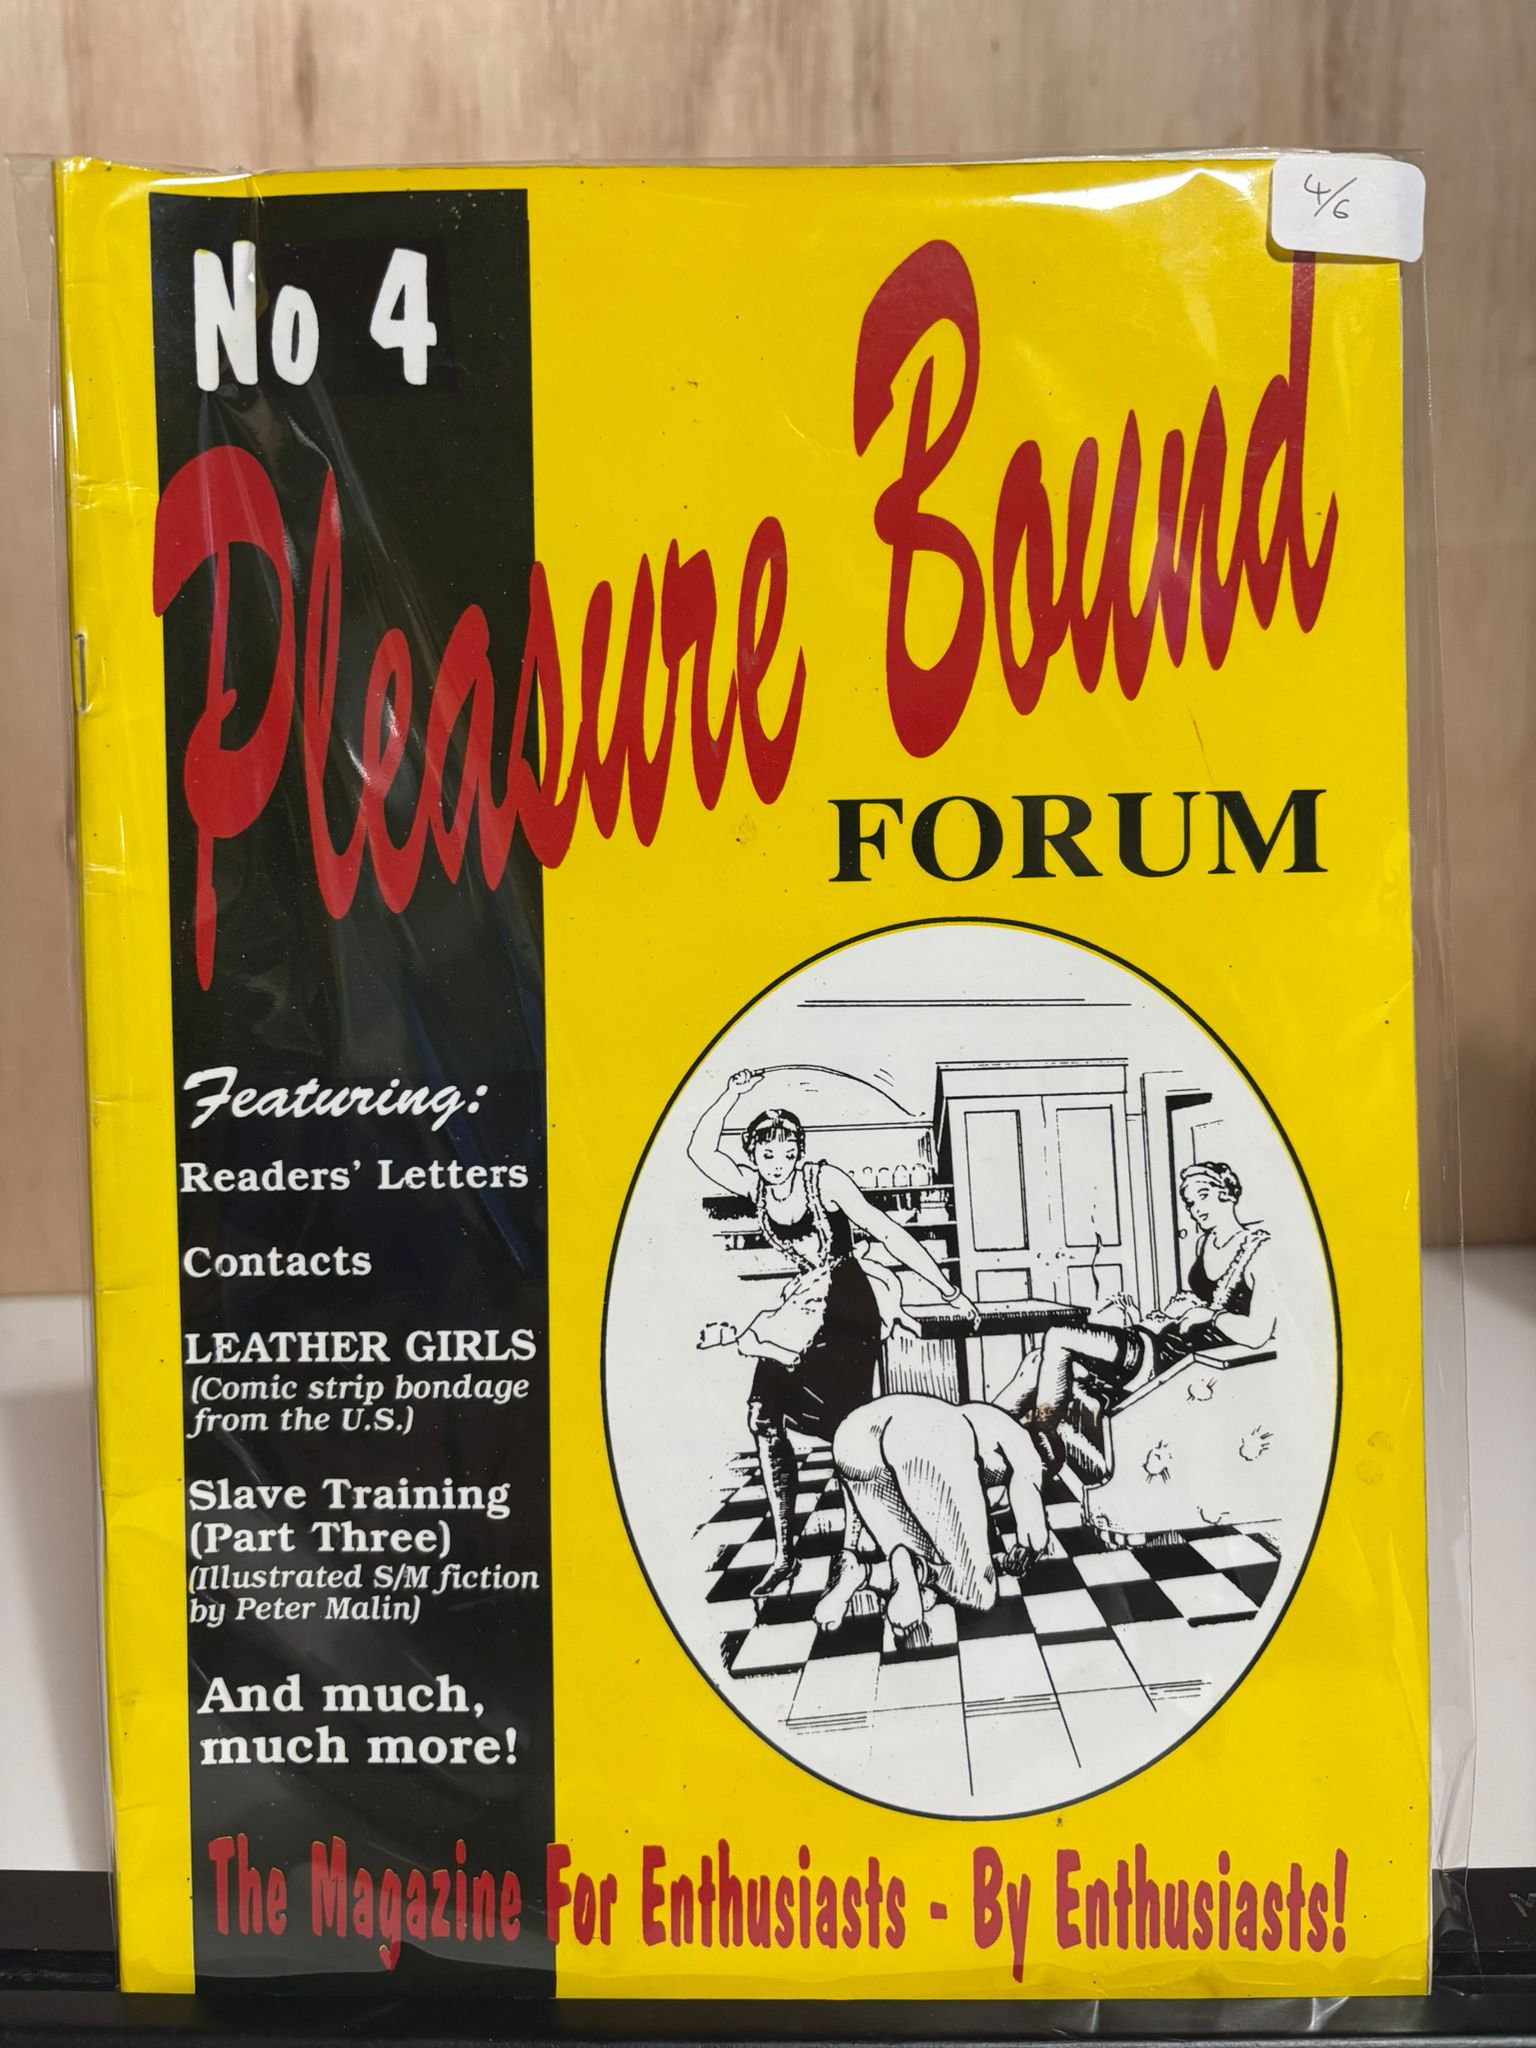 4/6
No 4
Pleasure Bound
FORUM
Featuring:
Readers' Letters
Contacts
LEATHER GIRLS
(Comic strip bondage
from the U.S.)
Slave Training
(Part Three)
(Illustrated S/M fiction
by Peter Malin)
And much,
much more!
The Magazine For Enthusiasts - By Enthusiasts!